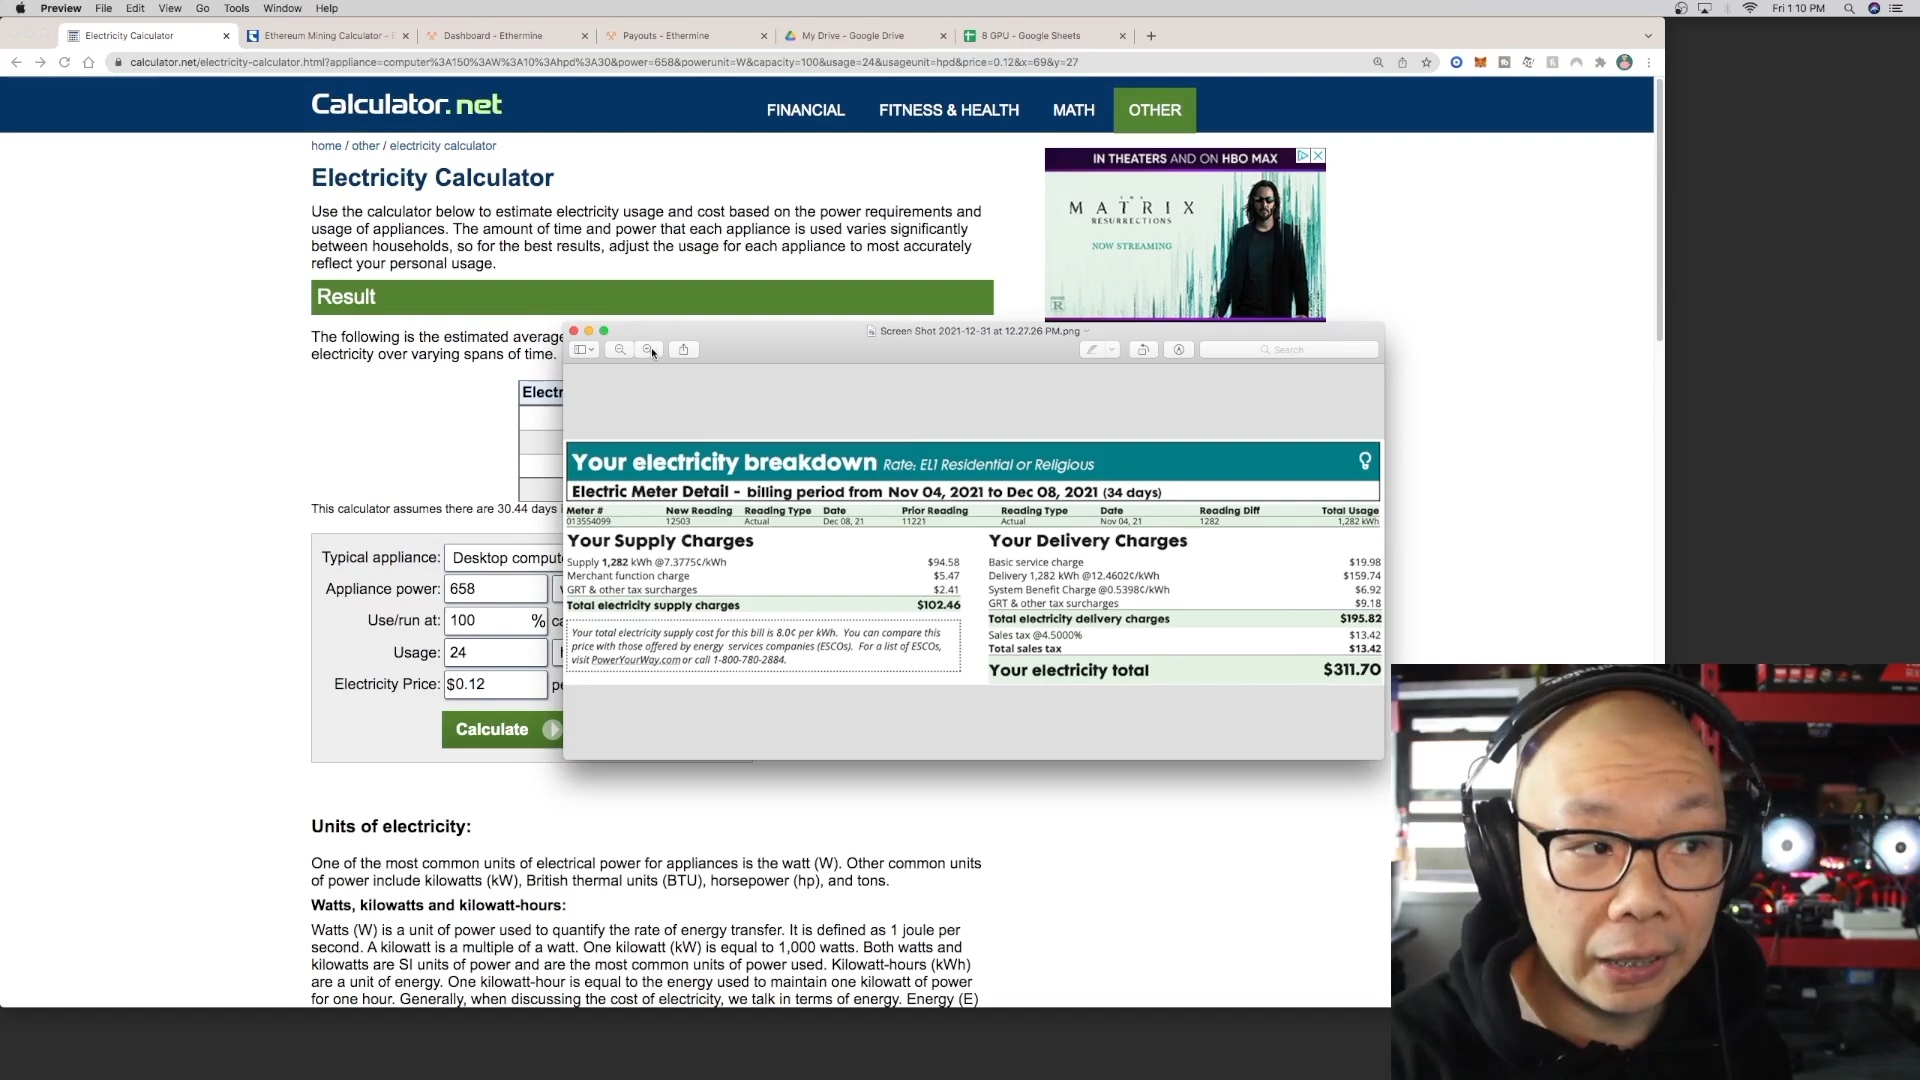 Preview File Edit View Go Tools Window Help Fri 1:10 PM
Electricity Calculator Ethereum Mining Calculator - E Dashboard - Ethermine Payouts - Ethermine My Drive - Google Drive 8 GPU - Google Sheets
calculator.net/electricity-calculator.html?appliance=computer%3A150%3AW%3A10%3Ahpd%3A30&power=658&powerunit=W&capacity=100&usage=24&usageunit=hpd&price=0.12&x=69&y=27
Calculator.net FINANCIAL FITNESS & HEALTH MATH OTHER
home / other / electricity calculator
Electricity Calculator
Use the calculator below to estimate electricity usage and cost based on the power requirements and
usage of appliances. The amount of time and power that each appliance is used varies significantly
between households, so for the best results, adjust the usage for each appliance to most accurately
reflect your personal usage.
IN THEATERS AND ON HBO MAX
THE
MATRIX
RESURRECTIONS
NOW STREAMING
R
Result
The following is the estimated average
electricity over varying spans of time.
Electr
This calculator assumes there are 30.44 days i
Typical appliance: Desktop compute
Appliance power: 658
Use/run at: 100 % ca
Usage: 24
Electricity Price: $0.12 pe
Calculate
Screen Shot 2021-12-31 at 12.27.26 PM.png
Search
Your electricity breakdown Rate: EL1 Residential or Religious
Electric Meter Detail - billing period from Nov 04, 2021 to Dec 08, 2021 (34 days)
Meter # New Reading Reading Type Date Prior Reading Reading Type Date Reading Diff Total Usage
013554099 12503 Actual Dec 08, 21 11221 Actual Nov 04, 21 1282 1,282 kWh
Your Supply Charges
Supply 1,282 kWh @7.3775¢/kWh $94.58
Merchant function charge $5.47
GRT & other tax surcharges $2.41
Total electricity supply charges $102.46
Your total electricity supply cost for this bill is 8.0¢ per kWh. You can compare this
price with those offered by energy services companies (ESCOs). For a list of ESCOs,
visit PowerYourWay.com or call 1-800-780-2884.
Your Delivery Charges
Basic service charge $19.98
Delivery 1,282 kWh @12.4602¢/kWh $159.74
System Benefit Charge @0.5398¢/kWh $6.92
GRT & other tax surcharges $9.18
Total electricity delivery charges $195.82
Sales tax @4.5000% $13.42
Total sales tax $13.42
Your electricity total $311.70
Units of electricity:
One of the most common units of electrical power for appliances is the watt (W). Other common units
of power include kilowatts (kW), British thermal units (BTU), horsepower (hp), and tons.
Watts, kilowatts and kilowatt-hours:
Watts (W) is a unit of power used to quantify the rate of energy transfer. It is defined as 1 joule per
second. A kilowatt is a multiple of a watt. One kilowatt (kW) is equal to 1,000 watts. Both watts and
kilowatts are SI units of power and are the most common units of power used. Kilowatt-hours (kWh)
are a unit of energy. One kilowatt-hour is equal to the energy used to maintain one kilowatt of power
for one hour. Generally, when discussing the cost of electricity, we talk in terms of energy. Energy (E)